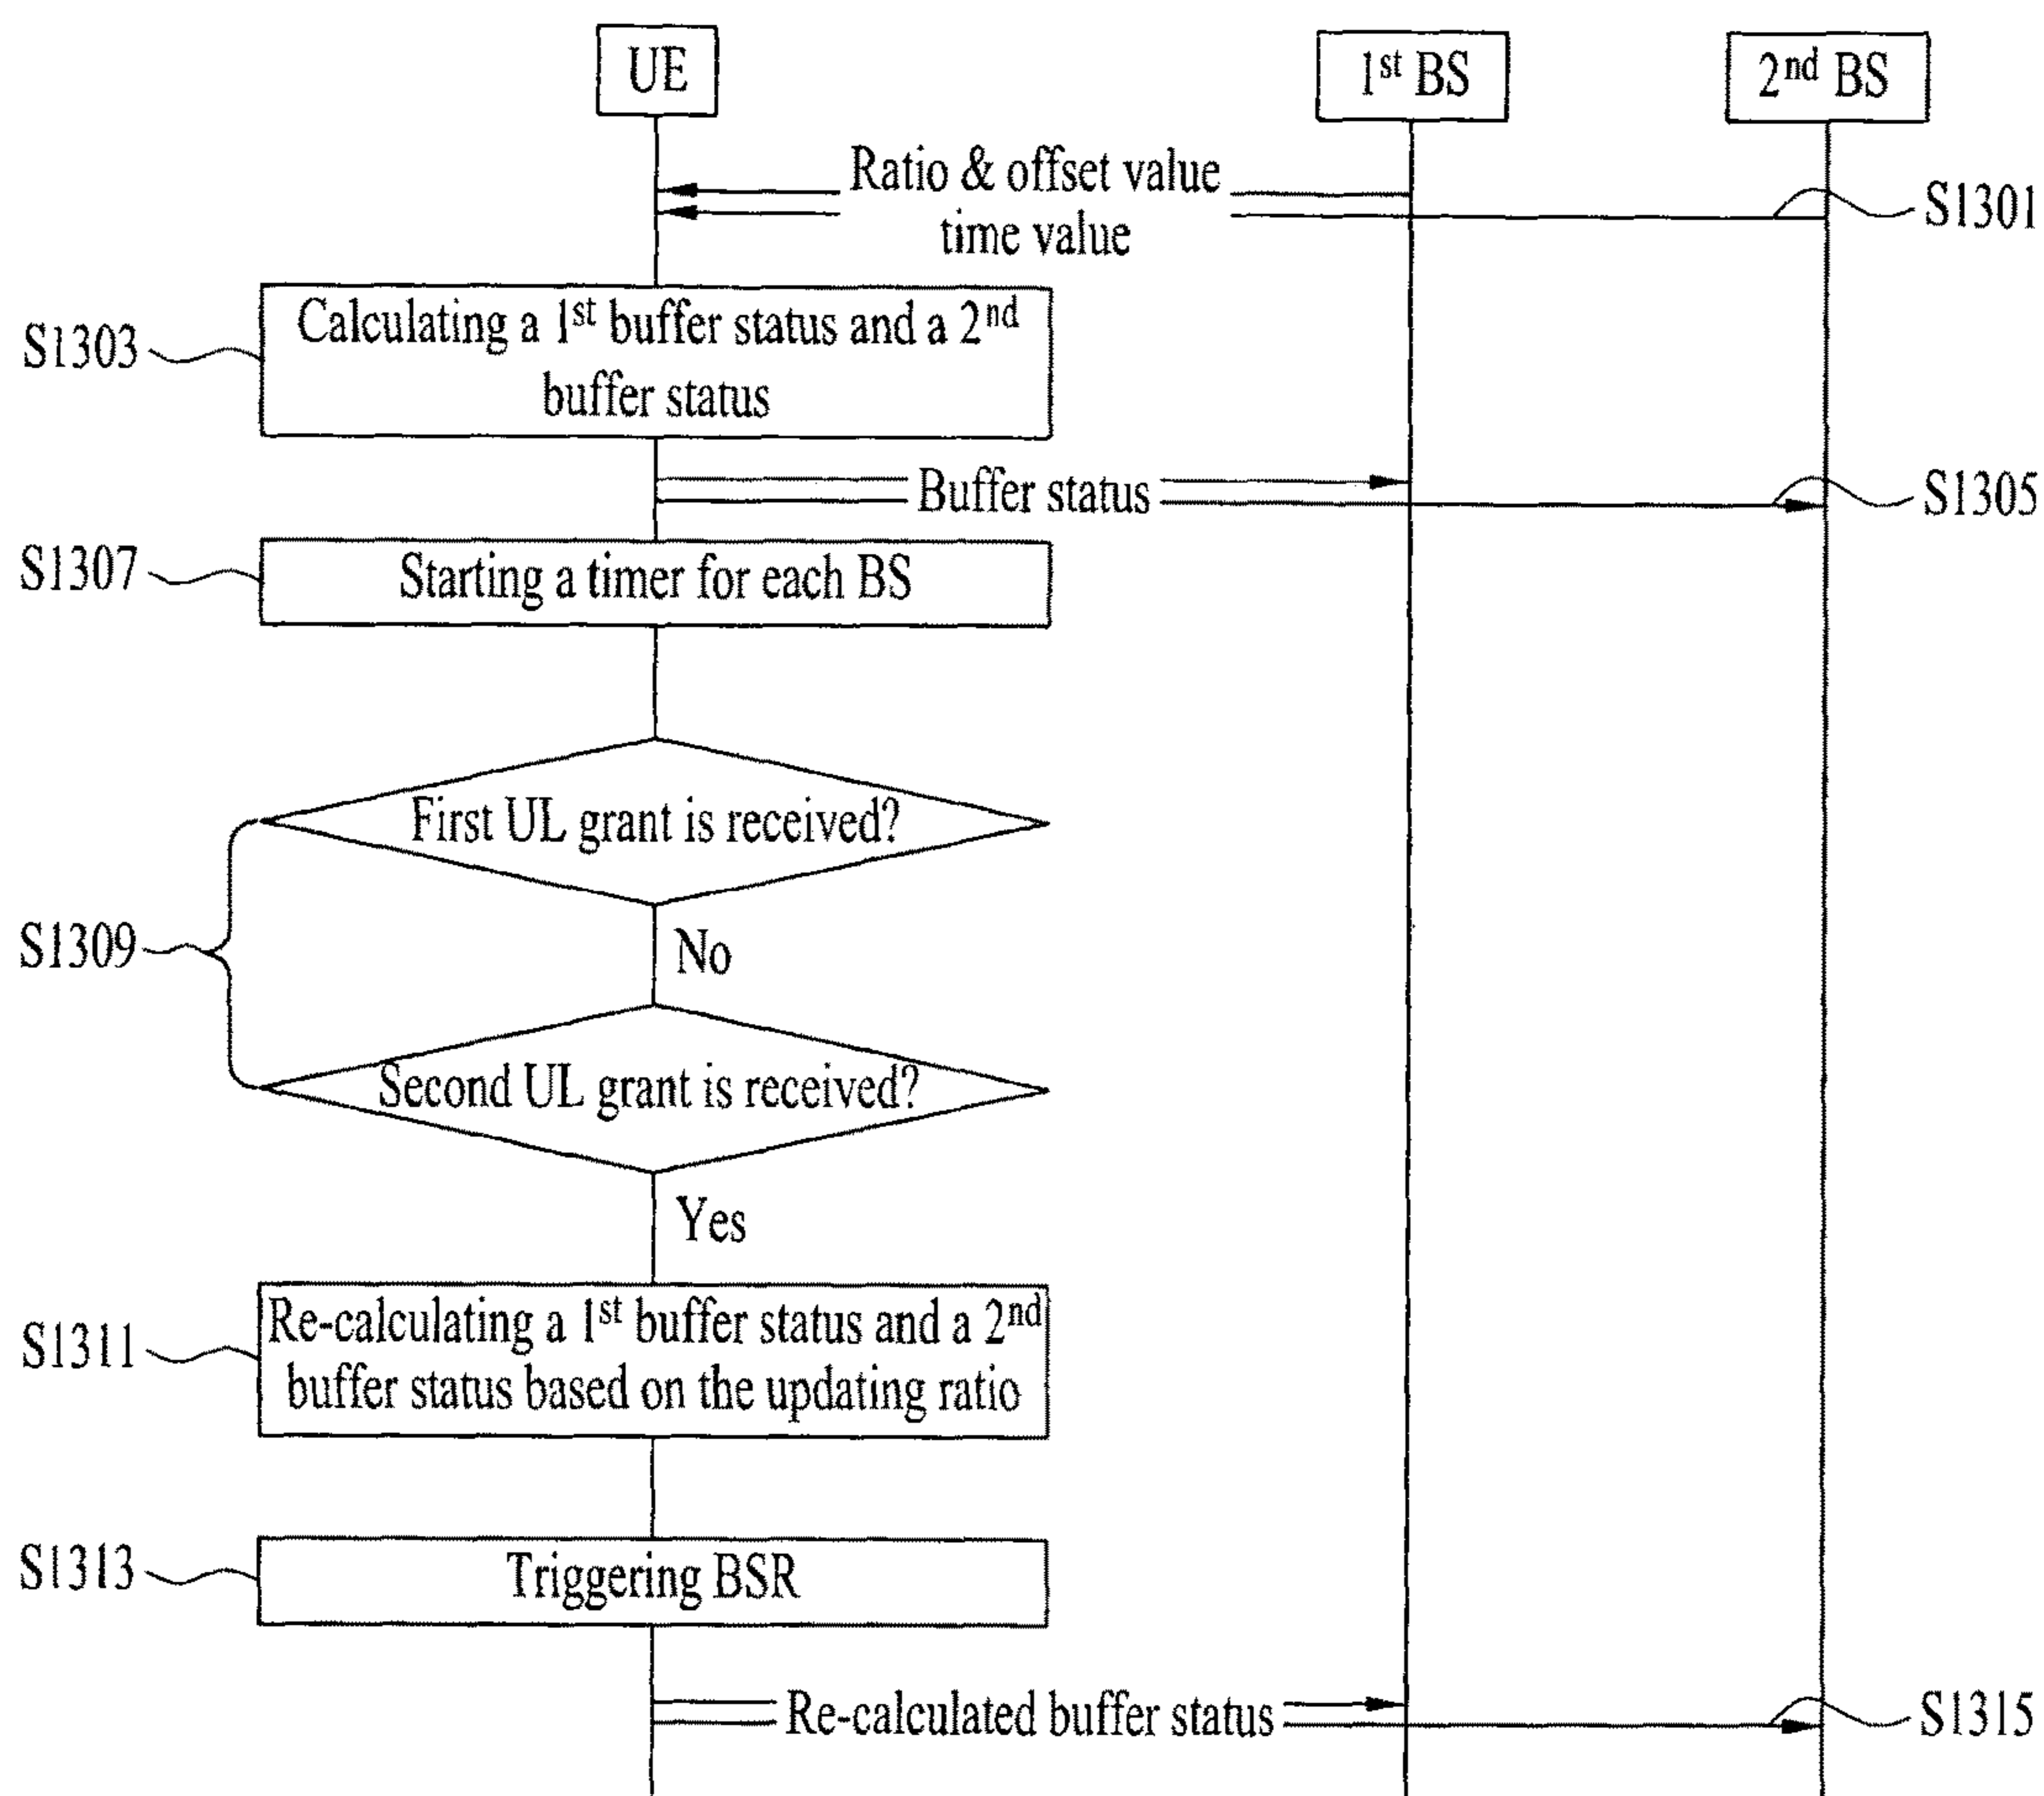 UE
1st BS
2nd BS
Ratio & offset value
time value
S1301
S1303
Calculating a 1st buffer status and a 2nd
buffer status
Buffer status
S1305
S1307
Starting a timer for each BS
First UL grant is received?
S1309
No
Second UL grant is received?
Yes
S1311
Re-calculating a 1st buffer status and a 2nd
buffer status based on the updating ratio
S1313
Triggering BSR
Re-calculated buffer status
S1315